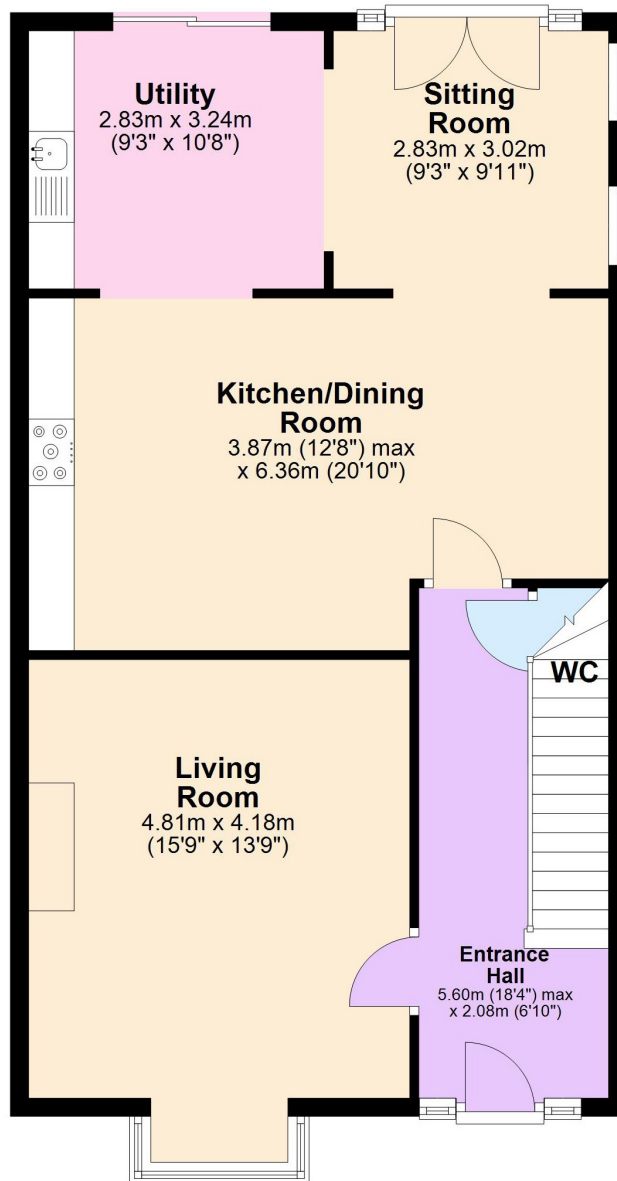 Utility
2.83m x 3.24m
(9'3" x 10'8")
Sitting
Room
2.83m x 3.02m
(9'3" x 9'11")
Kitchen/Dining
Room
3.87m (12'8") max
x 6.36m (20'10")
WC
Living
Room
4.81m x 4.18m
(15'9" x 13'9")
Entrance
Hall
5.60m (18'4") max
x 2.08m (6'10")